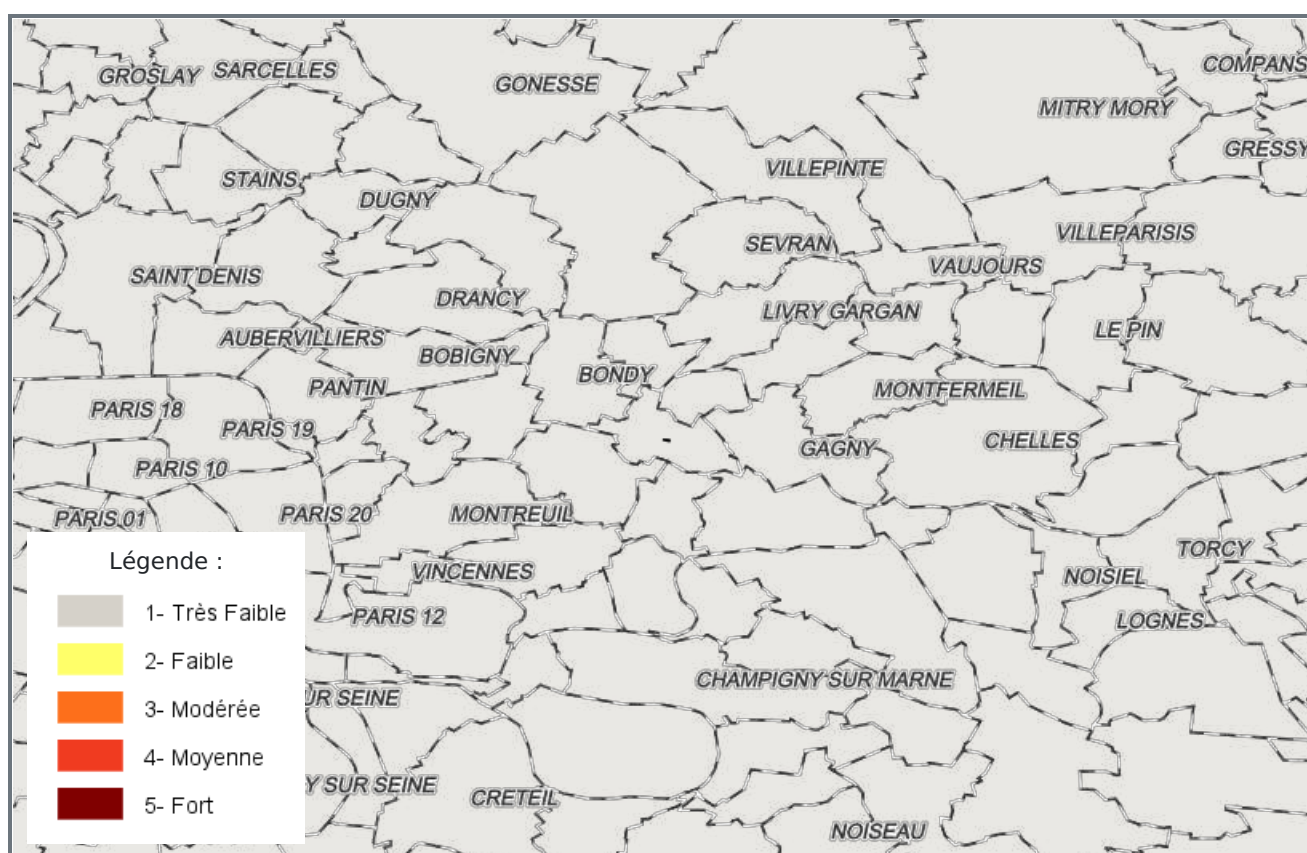 COMPANS
GROSLAY
SARCELLES
GONESSE
MITRY MORY
GRESSY
VILLEPINTE
STAINS
DUGNY
VILLEPARISIS
SEVRAN
VAUJOURS
SAINT DENIS
DRANCY
LIVRY GARGAN
LE PIN
AUBERVILLIERS
BOBIGNY
BONDY
PANTIN
MONTFERMEIL
PARIS 18
PARIS 19
CHELLES
GAGNY
PARIS 10
PARIS 01
PARIS 20
MONTREUIL
TORCY
VINCENNES
NOISIEL
PARIS 12
LOGNES
CHAMPIGNY SUR MARNE
UR SEINE
Y SUR SEINE
CRETEIL
NOISEAU
Légende :
1- Très Faible
2- Faible
3- Modérée
4- Moyenne
5- Fort